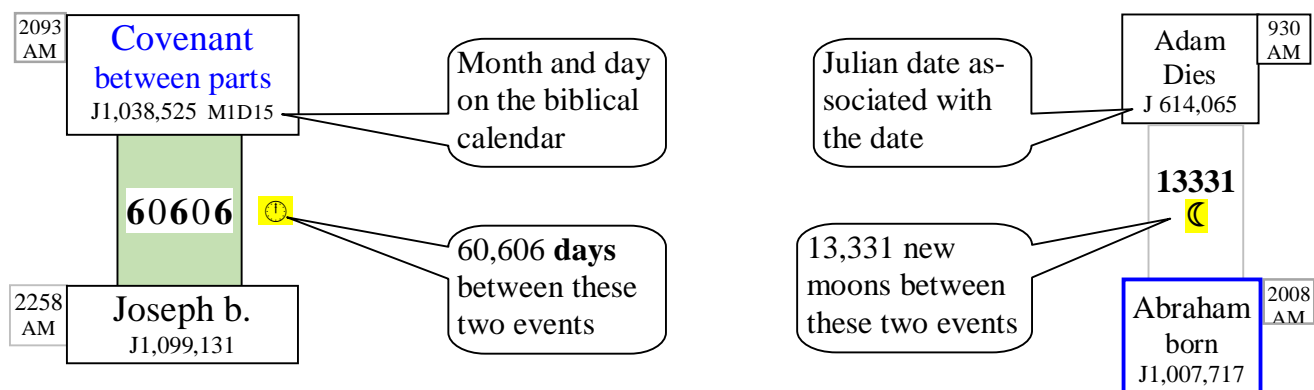 2093
AM
Covenant
between parts
J1,038,525 M1D15
Month and day
on the biblical
calendar
60606
60,606 days
between these
two events
2258
AM
Joseph b.
J1,099,131
Julian date as-
sociated with
the date
Adam
Dies
J 614,065
930
AM
13331
13,331 new
moons between
these two events
Abraham
born
J1,007,717
2008
AM